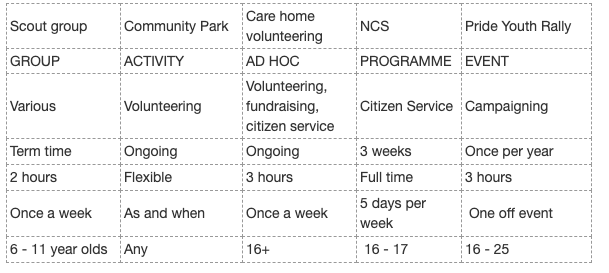 Scout group
Community Park
Care home
volunteering
NCS
Pride Youth Rally
GROUP
ACTIVITY
AD HOC
PROGRAMME
EVENT
Various
Volunteering
Volunteering,
fundraising,
citizen service
Citizen Service
Campaigning
Term time
Ongoing
Ongoing
3 weeks
Once per year
2 hours
Flexible
3 hours
Full time
3 hours
Once a week
As and when
Once a week
5 days per
week
One off event
6 - 11 year olds
Any
16+
16 - 17
16 - 25